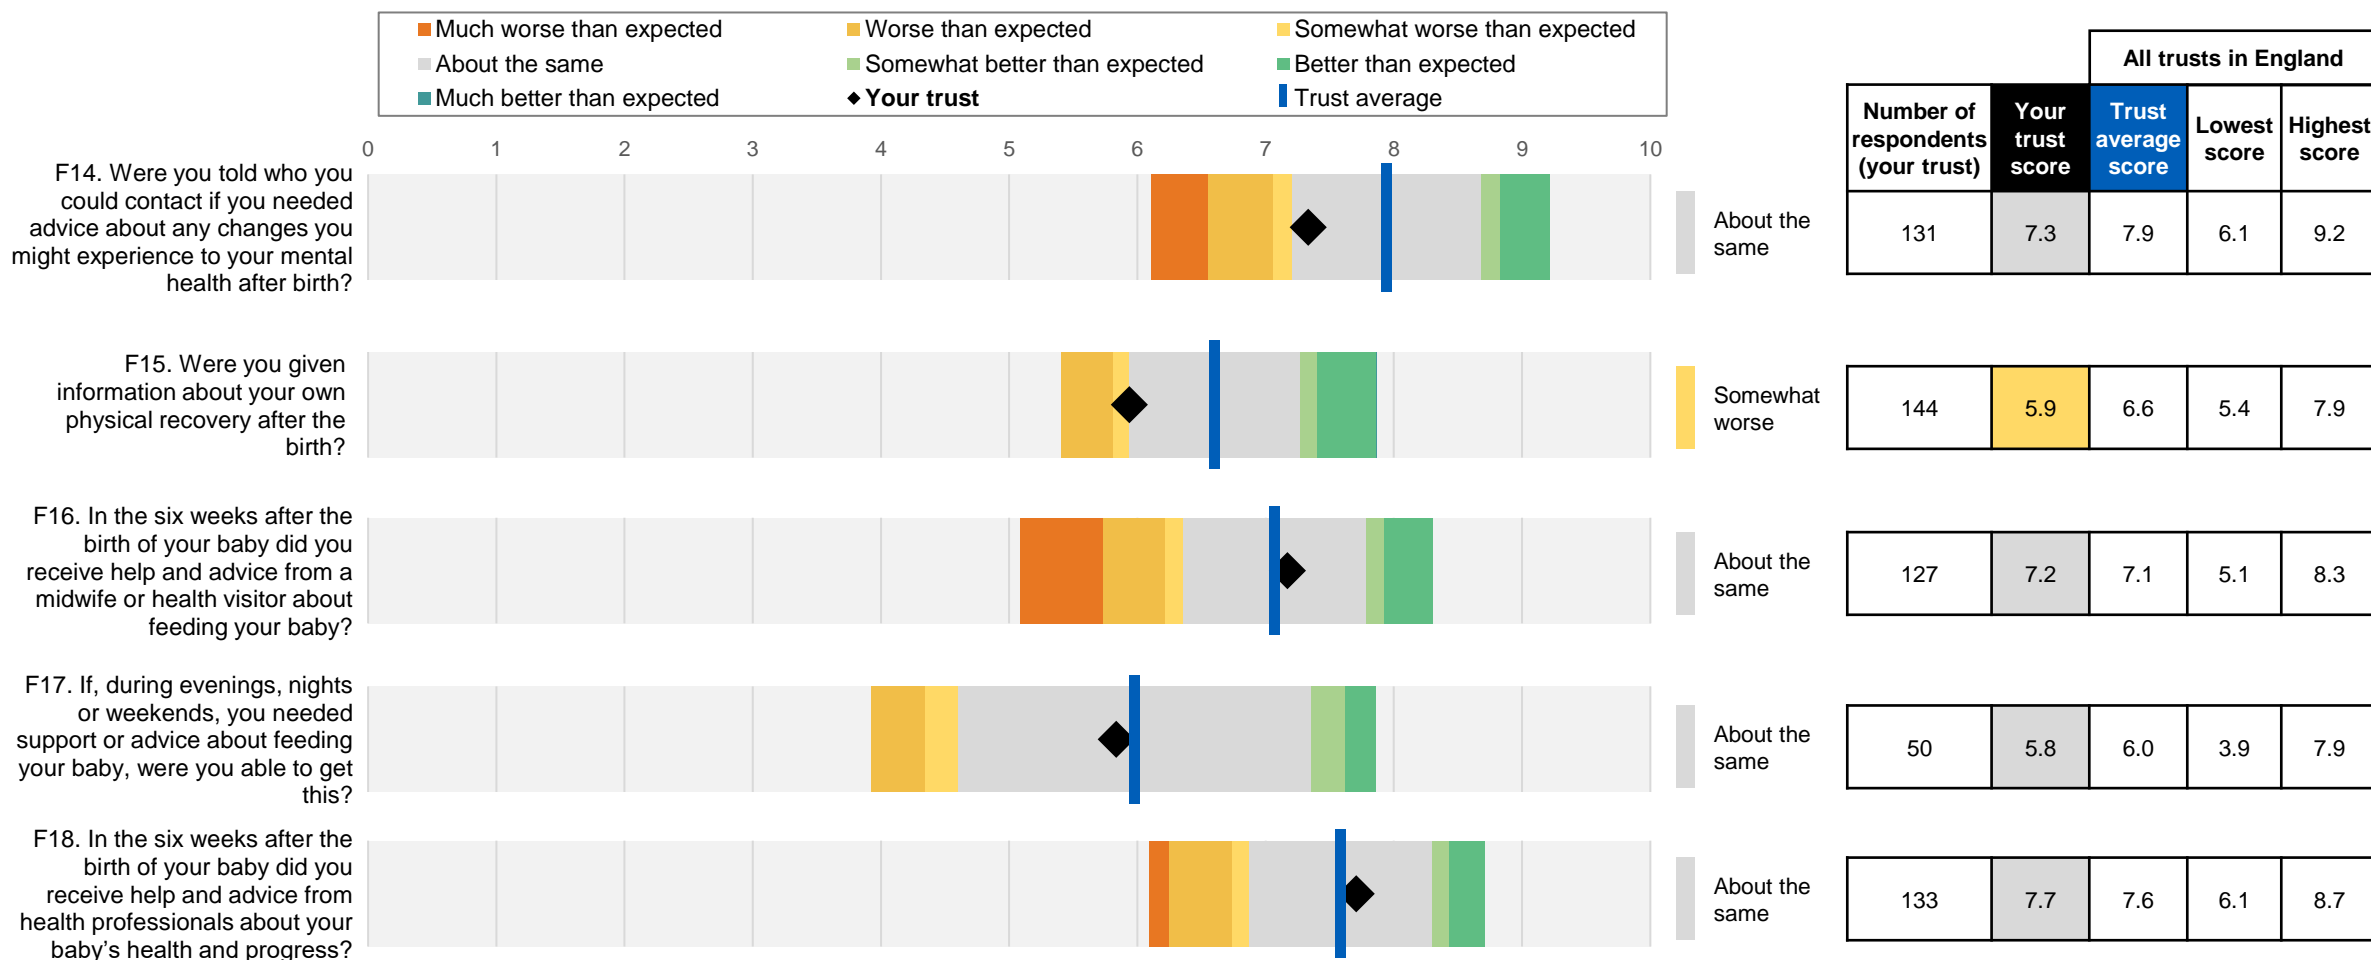 Much worse than expected
Worse than expected
Somewhat worse than expected
About the same
Somewhat better than expected
Better than expected
Much better than expected
Your trust
Trust average
All trusts in England
Number of respondents (your trust)
Your trust score
Trust average score
Lowest score
Highest score
0 1 2 3 4 5 6 7 8 9 10
F14. Were you told who you
could contact if you needed
advice about any changes you
might experience to your mental
health after birth?
About the
same
131 7.3 7.9 6.1 9.2
F15. Were you given
information about your own
physical recovery after the
birth?
Somewhat
worse
144 5.9 6.6 5.4 7.9
F16. In the six weeks after the
birth of your baby did you
receive help and advice from a
midwife or health visitor about
feeding your baby?
About the
same
127 7.2 7.1 5.1 8.3
F17. If, during evenings, nights
or weekends, you needed
support or advice about feeding
your baby, were you able to get
this?
About the
same
50 5.8 6.0 3.9 7.9
F18. In the six weeks after the
birth of your baby did you
receive help and advice from
health professionals about your
baby’s health and progress?
About the
same
133 7.7 7.6 6.1 8.7